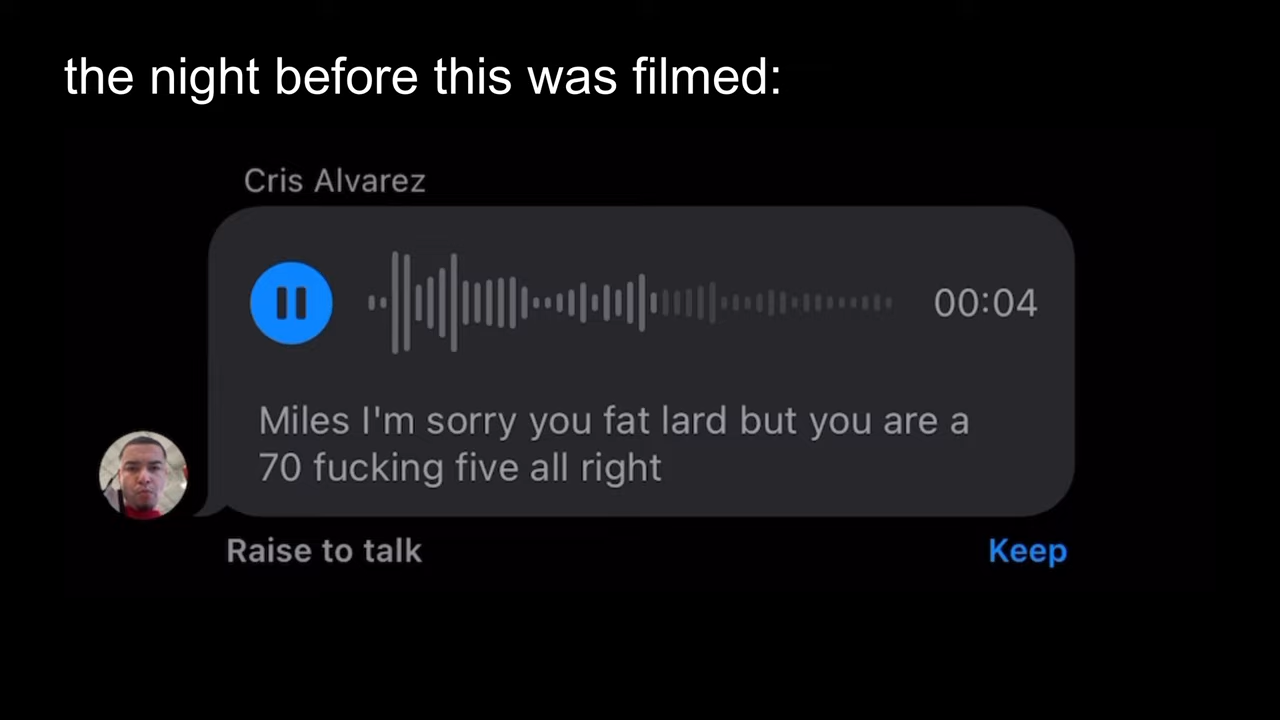 the night before this was filmed:
Cris Alvarez
00:04
Miles I'm sorry you fat lard but you are a
70 fucking five all right
Raise to talk
Keep